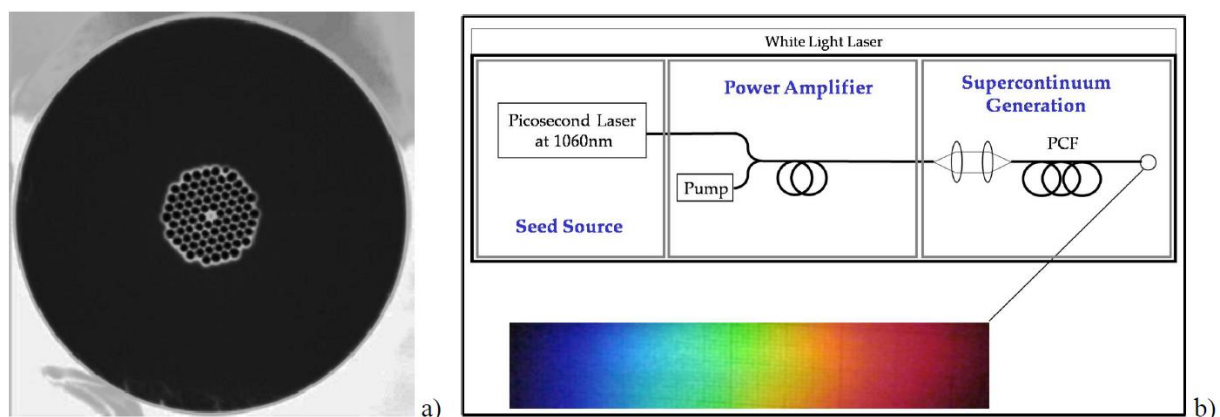 White Light Laser
Power Amplifier
Supercontinuum
Generation
Picosecond Laser
at 1060nm
PCF
Pump
Seed Source
a)
b)